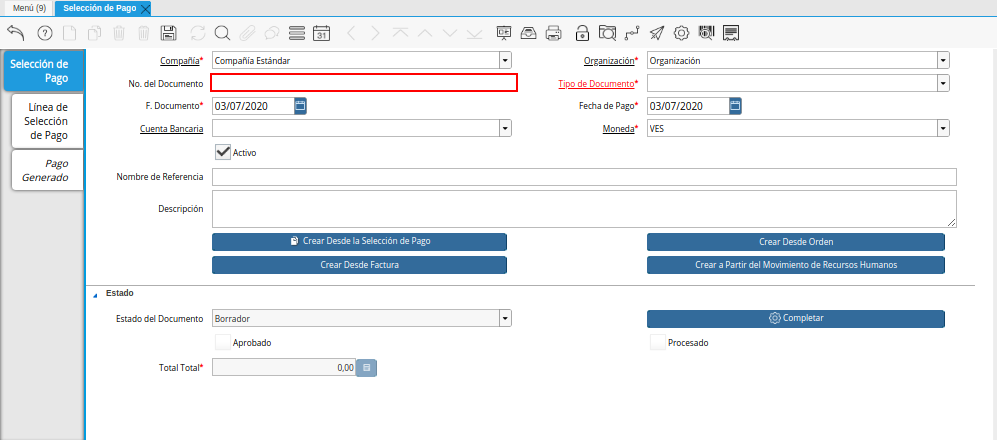 Menú (9) Selección de Pago
Selección de Pago
Línea de Selección de Pago
Pago Generado
Compañía* Compañía Estándar Organización* Organización
No. del Documento Tipo de Documento*
F. Documento* 03/07/2020 Fecha de Pago* 03/07/2020
Cuenta Bancaria Moneda* VES
Activo
Nombre de Referencia
Descripción
Crear Desde la Selección de Pago Crear Desde Orden
Crear Desde Factura Crear a Partir del Movimiento de Recursos Humanos
Estado
Estado del Documento Borrador Completar
Aprobado Procesado
Total Total* 0,00